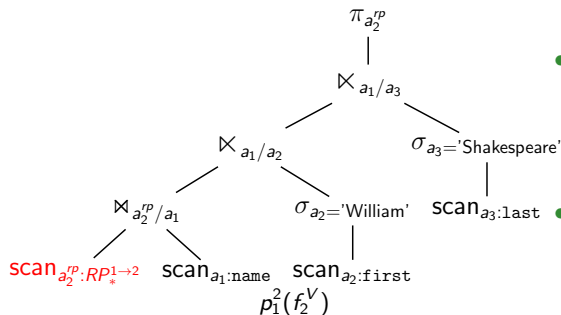 π_{a_2^{rp}}
⋉_{a_1/a_3}
⋉_{a_1/a_2} σ_{a_3='Shakespeare'}
⋈_{a_2^{rp}/a_1} σ_{a_2='William'} scan_{a_3:last}
scan_{a_2^{rp}:RP_*^{1→2}} scan_{a_1:name} scan_{a_2:first}
p_1^2(f_2^V)